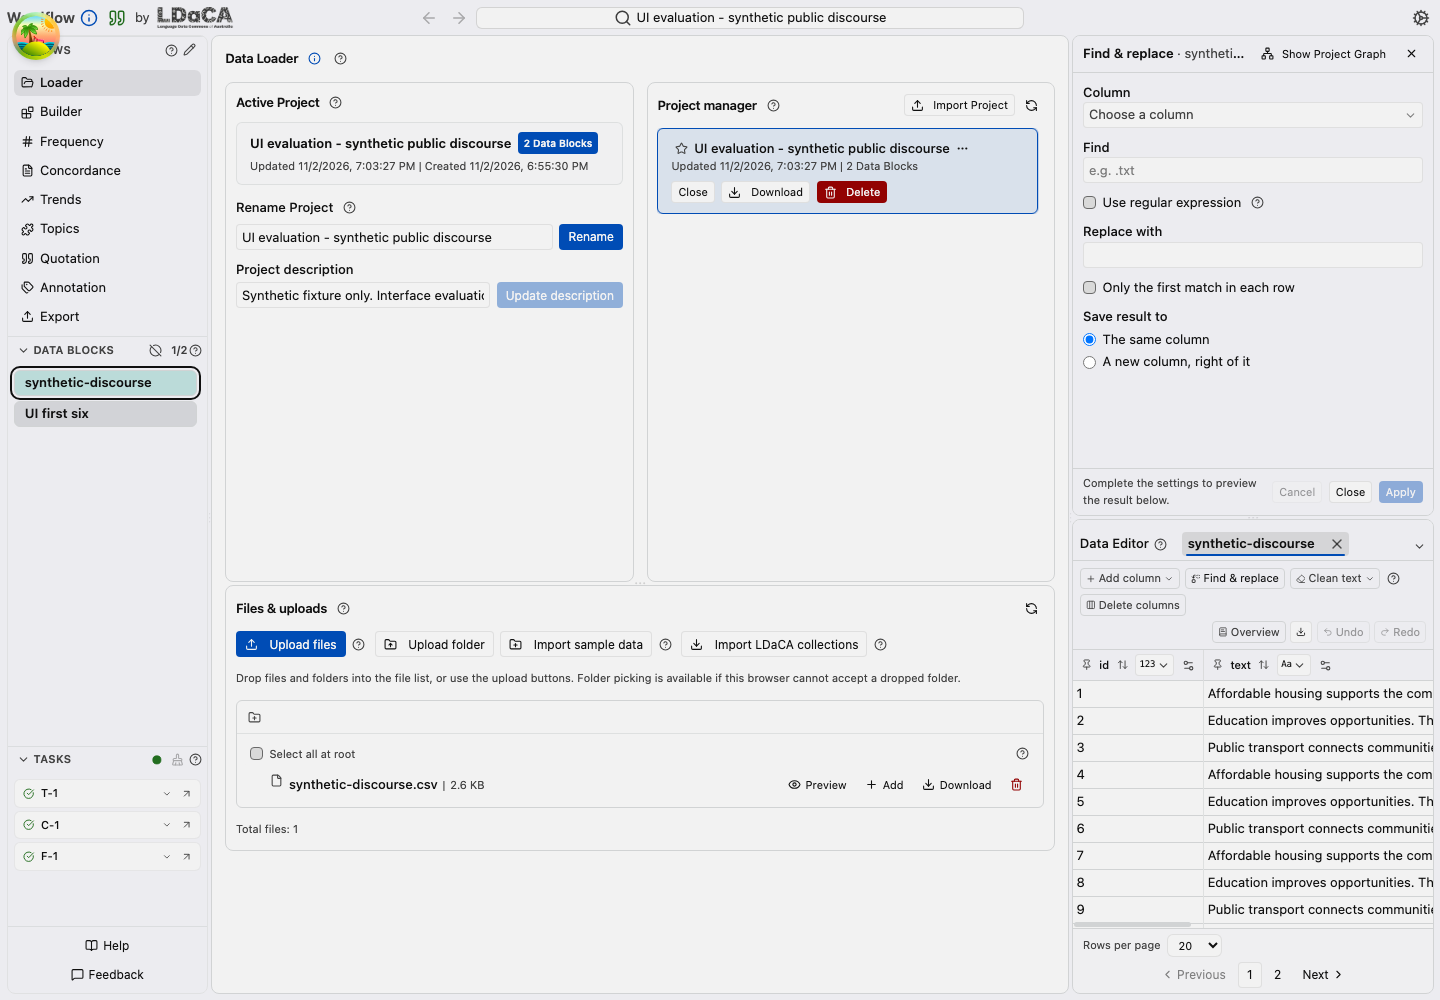 by LDaCA
Language Data Commons of Australia
UI evaluation - synthetic public discourse
Loader
Builder
Frequency
Concordance
Trends
Topics
Quotation
Annotation
Export
DATA BLOCKS 1/2
synthetic-discourse
UI first six
TASKS
T-1
C-1
F-1
Help
Feedback
Data Loader
Active Project
UI evaluation - synthetic public discourse 2 Data Blocks
Updated 11/2/2026, 7:03:27 PM | Created 11/2/2026, 6:55:30 PM
Rename Project
UI evaluation - synthetic public discourse Rename
Project description
Synthetic fixture only. Interface evaluatic Update description
Project manager Import Project
UI evaluation - synthetic public discourse ...
Updated 11/2/2026, 7:03:27 PM | 2 Data Blocks
Close Download Delete
Files & uploads
Upload files Upload folder Import sample data Import LDaCA collections
Drop files and folders into the file list, or use the upload buttons. Folder picking is available if this browser cannot accept a dropped folder.
Select all at root
synthetic-discourse.csv | 2.6 KB Preview Add Download
Total files: 1
Find & replace · syntheti... Show Project Graph
Column
Choose a column
Find
e.g. .txt
Use regular expression
Replace with
Only the first match in each row
Save result to
The same column
A new column, right of it
Complete the settings to preview
the result below.
Cancel Close Apply
Data Editor synthetic-discourse
Add column Find & replace Clean text
Delete columns
Overview Undo Redo
id 123 text Aa
1 Affordable housing supports the com
2 Education improves opportunities. Th
3 Public transport connects communitie
4 Affordable housing supports the com
5 Education improves opportunities. Th
6 Public transport connects communitie
7 Affordable housing supports the com
8 Education improves opportunities. Th
9 Public transport connects communitie
Rows per page 20
Previous 1 2 Next